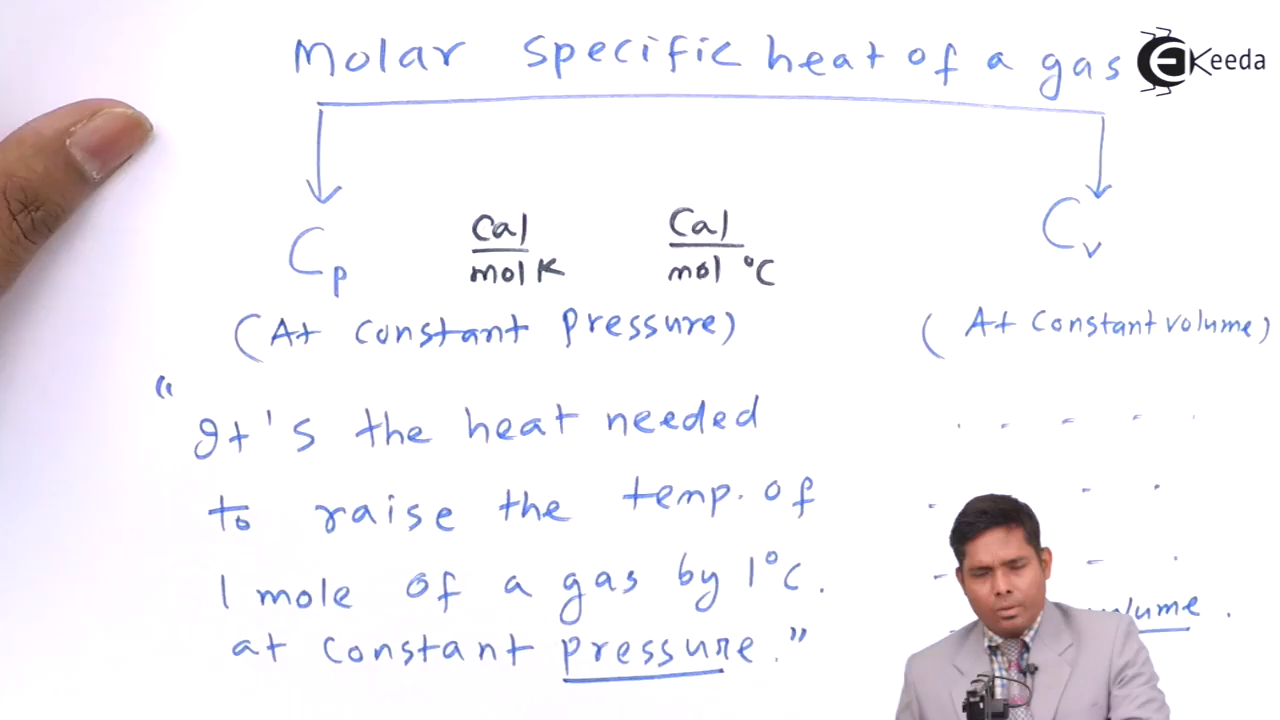 Molar specific heat of a gas
Keeda
Cp
Cal
mol K
Cal
mol °C
Cv
(At constant pressure)
(At constant volume)
"It's the heat needed
to raise the temp. of
1 mole of a gas by 1°C.
at constant pressure."